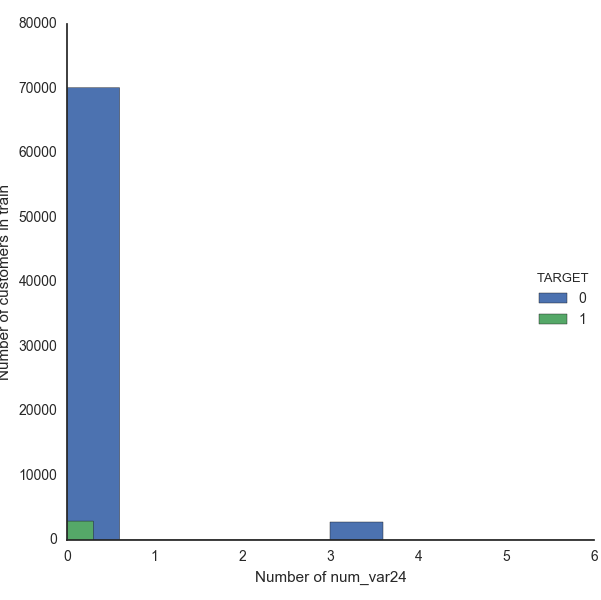 80000
70000
60000
50000
40000
30000
20000
10000
0
Number of customers in train
0 1 2 3 4 5 6
Number of num_var24
TARGET
0
1